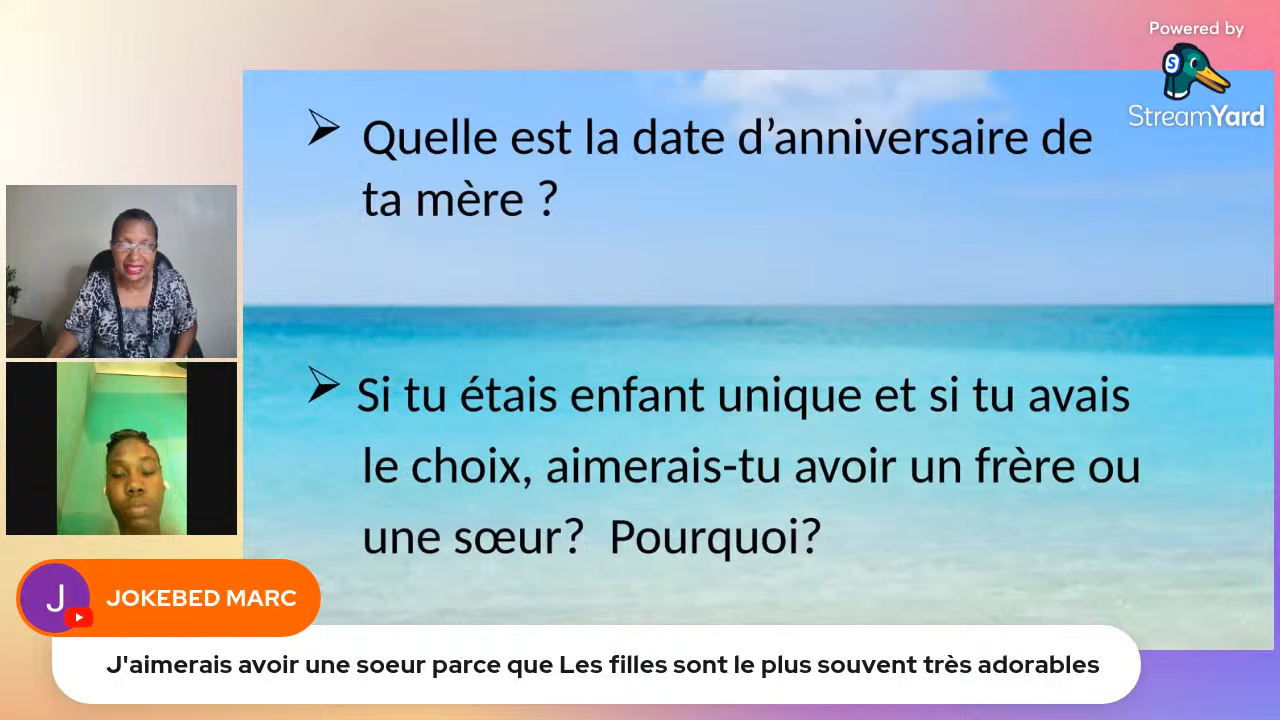 Powered by
StreamYard
Quelle est la date d’anniversaire de
ta mère ?
Si tu étais enfant unique et si tu avais
le choix, aimerais-tu avoir un frère ou
une sœur?  Pourquoi?
J
JOKEBED MARC
J'aimerais avoir une soeur parce que Les filles sont le plus souvent très adorables